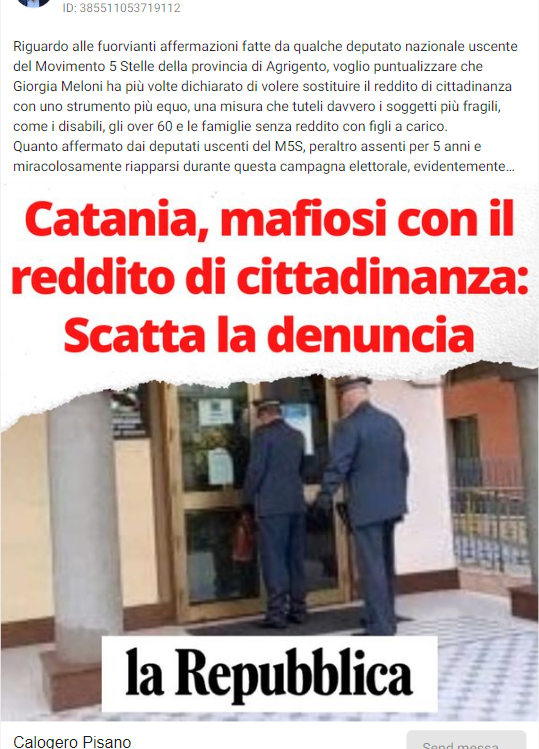 ID: 385511053719112
Riguardo alle fuorvianti affermazioni fatte da qualche deputato nazionale uscente
del Movimento 5 Stelle della provincia di Agrigento, voglio puntualizzare che
Giorgia Meloni ha più volte dichiarato di volere sostituire il reddito di cittadinanza
con uno strumento più equo, una misura che tuteli davvero i soggetti più fragili,
come i disabili, gli over 60 e le famiglie senza reddito con figli a carico.
Quanto affermato dai deputati uscenti del M5S, peraltro assenti per 5 anni e
miracolosamente riapparsi durante questa campagna elettorale, evidentemente...
Catania, mafiosi con il
reddito di cittadinanza:
Scatta la denuncia
la Repubblica
Calogero Pisano
Send messa...